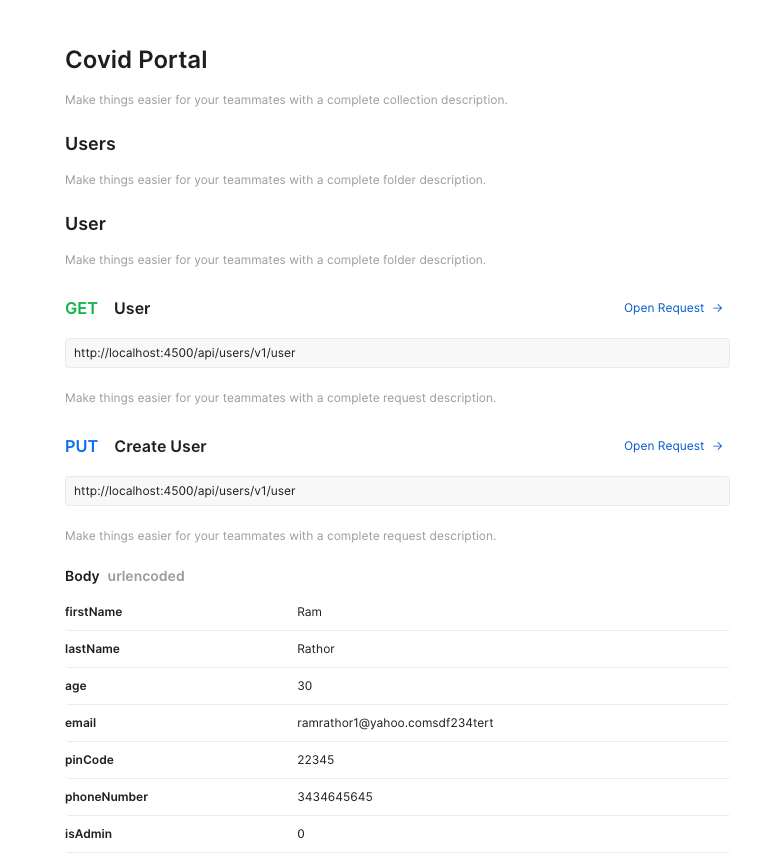 Covid Portal
Make things easier for your teammates with a complete collection description.
Users
Make things easier for your teammates with a complete folder description.
User
Make things easier for your teammates with a complete folder description.
GET User Open Request →
http://localhost:4500/api/users/v1/user
Make things easier for your teammates with a complete request description.
PUT Create User Open Request →
http://localhost:4500/api/users/v1/user
Make things easier for your teammates with a complete request description.
Body urlencoded
firstName Ram
lastName Rathor
age 30
email ramrathor1@yahoo.comsdf234tert
pinCode 22345
phoneNumber 3434645645
isAdmin 0